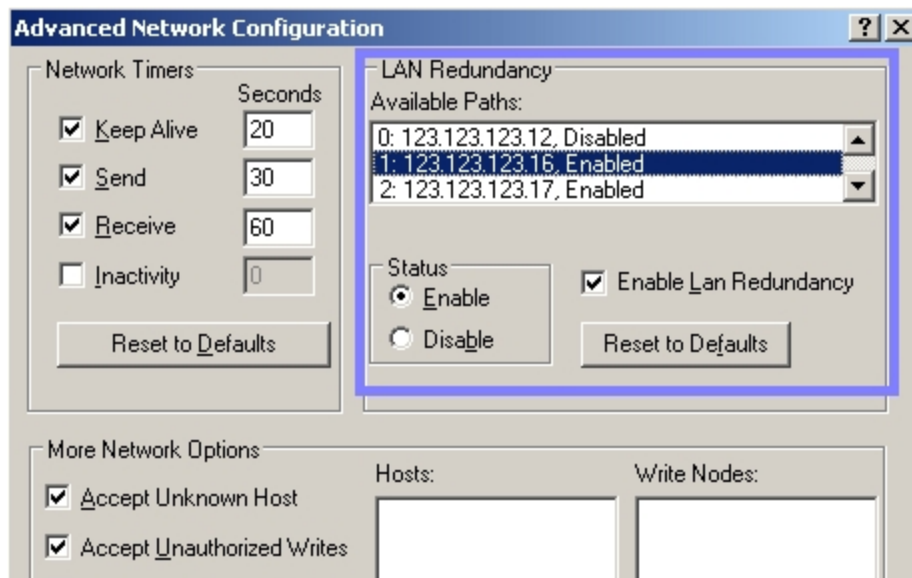 Advanced Network Configuration
Network Timers
Seconds
Keep Alive 20
Send 30
Receive 60
Inactivity 0
Reset to Defaults
LAN Redundancy
Available Paths:
0: 123.123.123.12, Disabled
1: 123.123.123.16, Enabled
2: 123.123.123.17, Enabled
Status
Enable
Disable
Enable Lan Redundancy
Reset to Defaults
More Network Options
Accept Unknown Host
Accept Unauthorized Writes
Hosts:
Write Nodes: